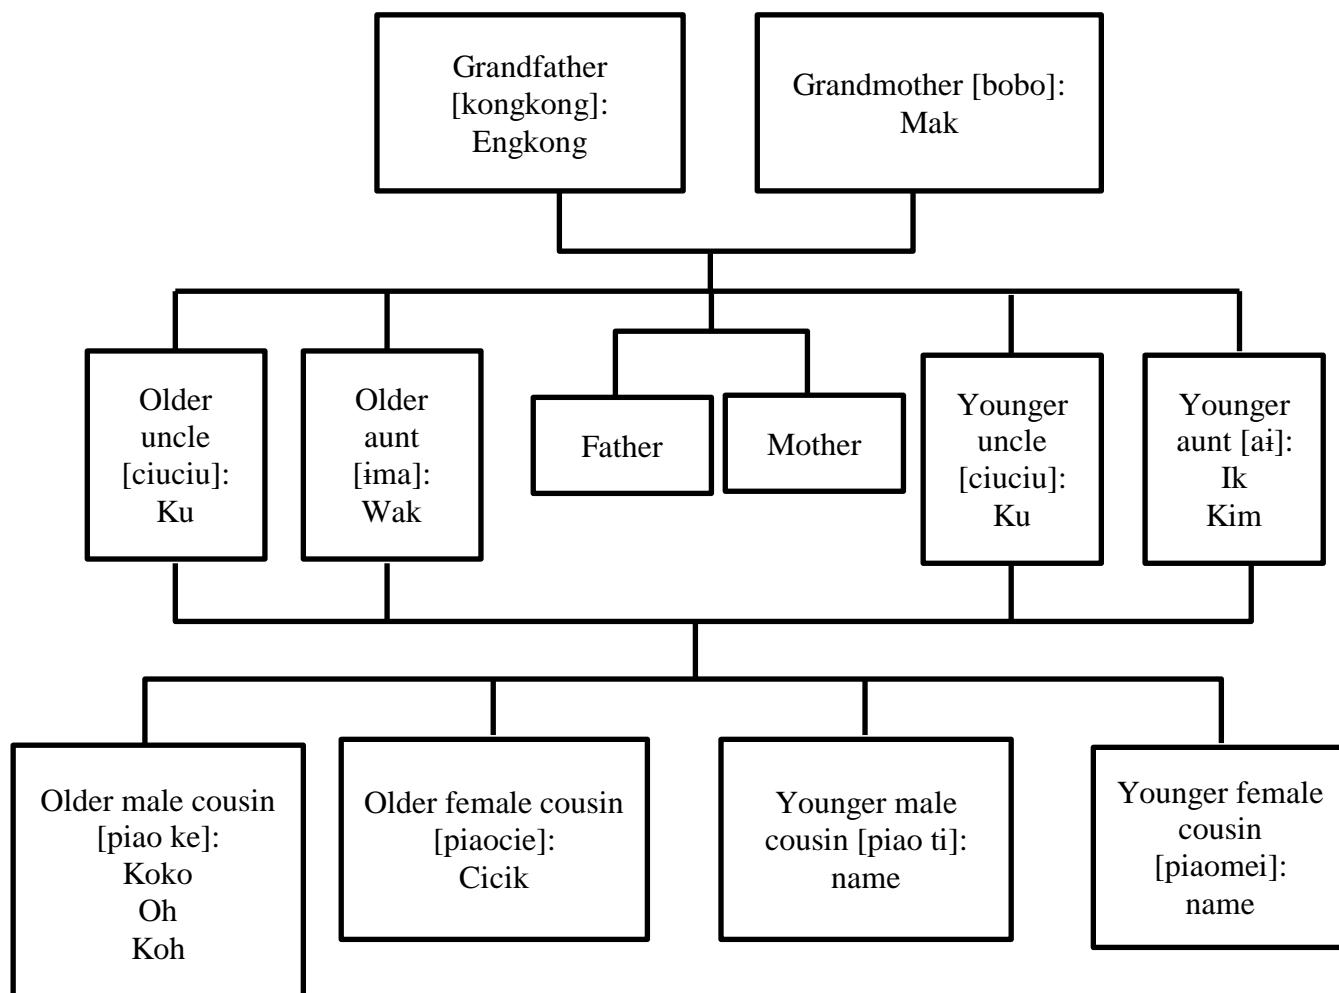 Grandfather
[kongkong]:
Engkong
Grandmother [bobo]:
Mak
Older
uncle
[ciuciu]:
Ku
Older
aunt
[ɨma]:
Wak
Father
Mother
Younger
uncle
[ciuciu]:
Ku
Younger
aunt [aɨ]:
Ik
Kim
Older male cousin
[piao ke]:
Koko
Oh
Koh
Older female cousin
[piaocie]:
Cicik
Younger male
cousin [piao ti]:
name
Younger female
cousin
[piaomei]:
name